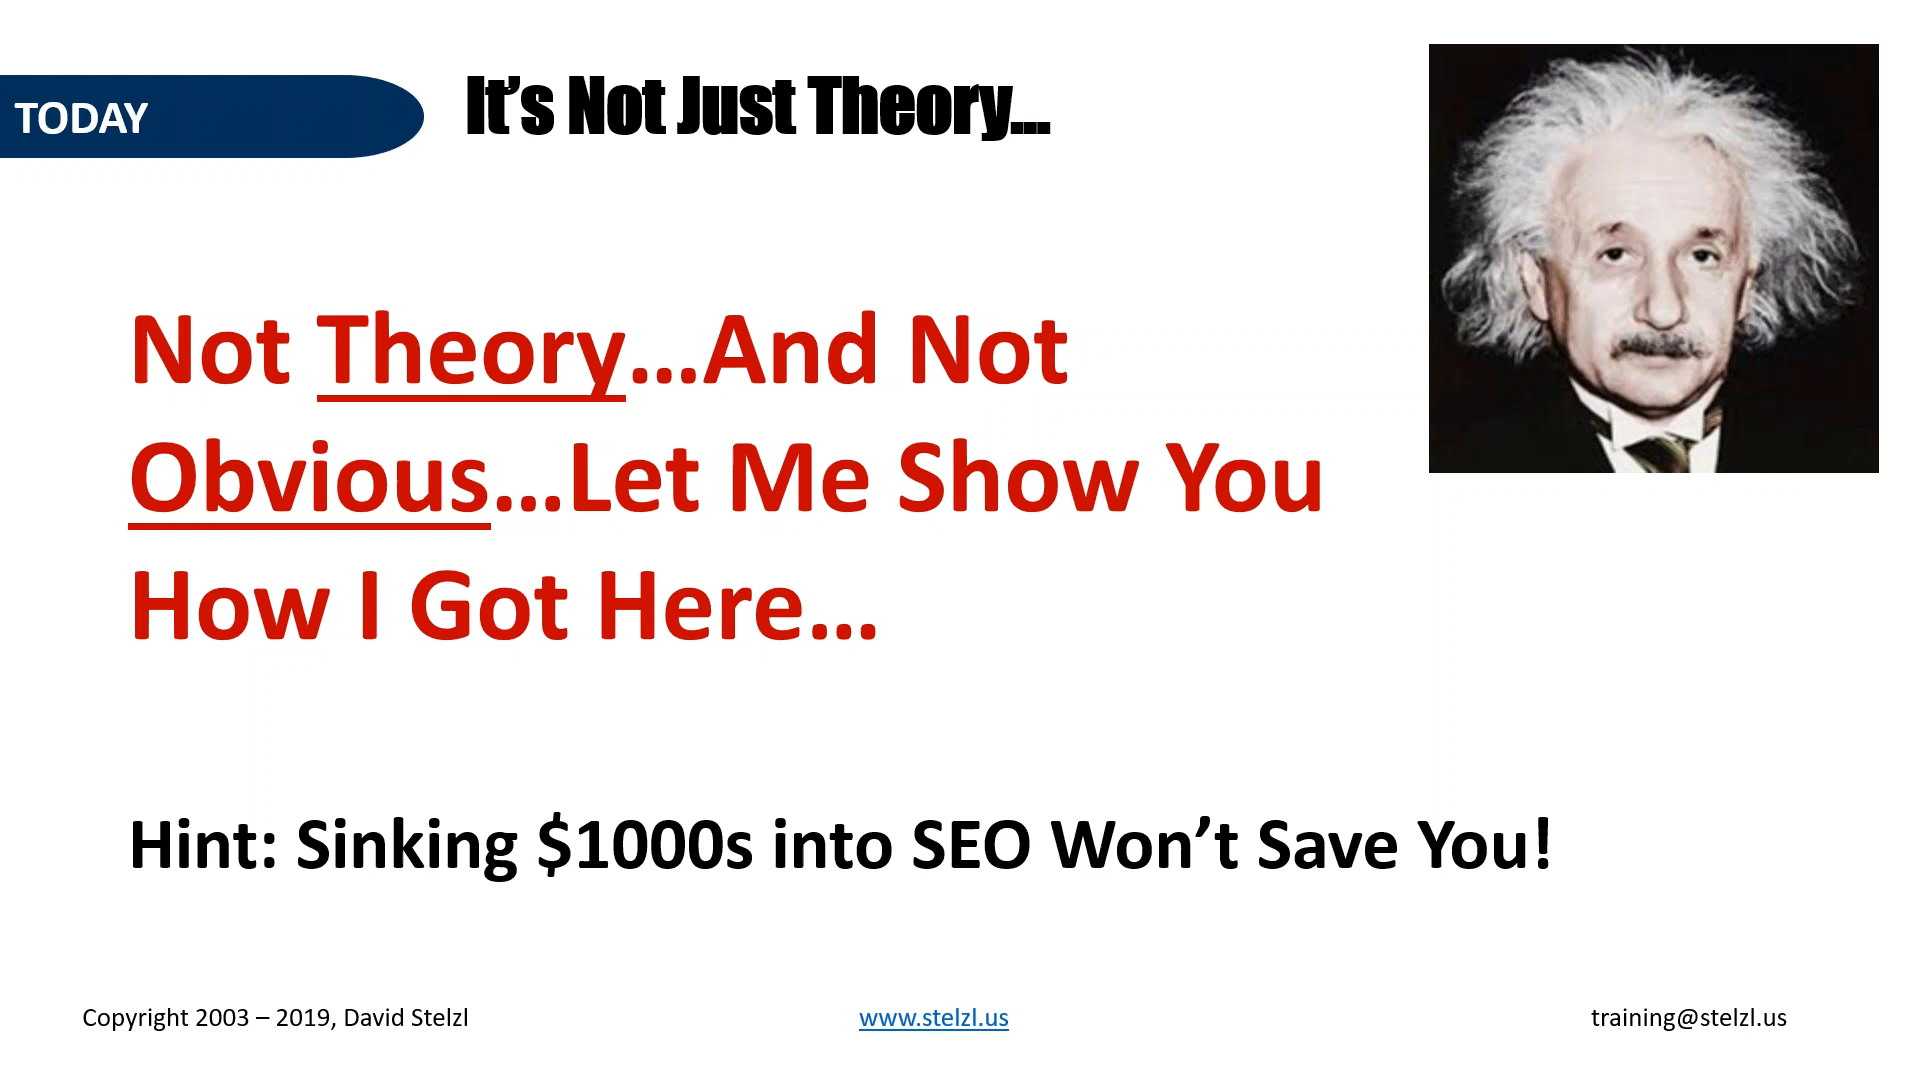 TODAY
It’s Not Just Theory...
Not Theory...And Not
Obvious...Let Me Show You
How I Got Here...
Hint: Sinking $1000s into SEO Won’t Save You!
Copyright 2003 – 2019, David Stelzl
www.stelzl.us
training@stelzl.us